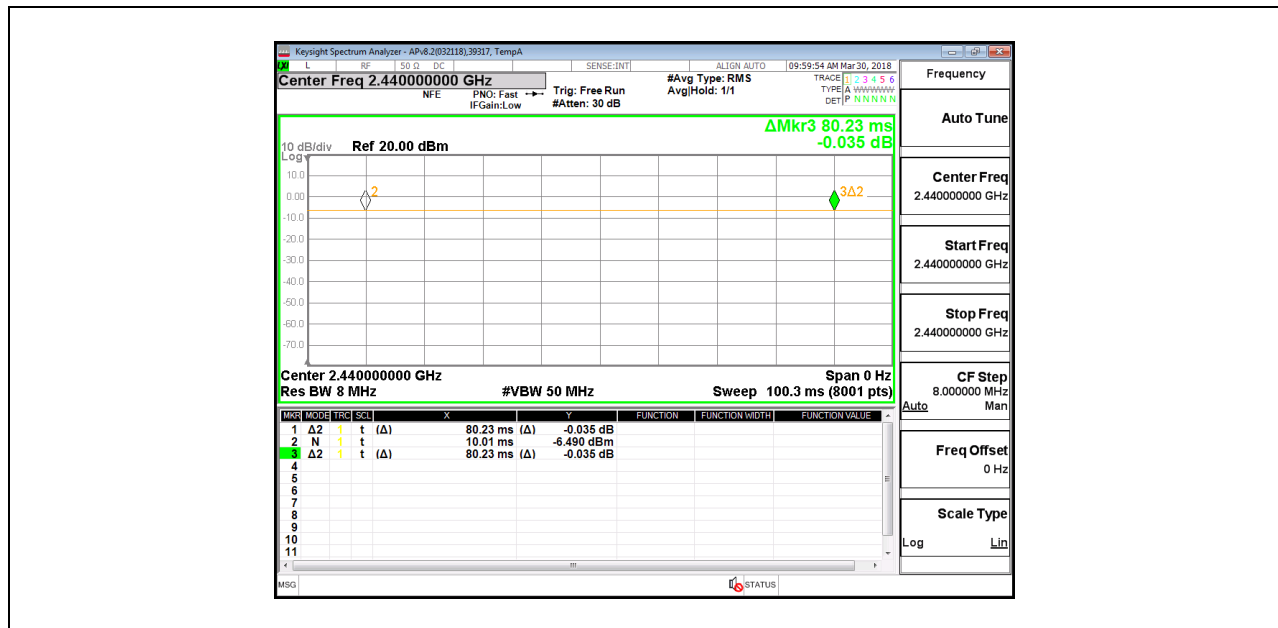 Keysight Spectrum Analyzer - APv8.2(032118),39317, TempA
LXI L RF 50 Ω DC SENSE:INT ALIGN AUTO 09:59:54 AM Mar 30, 2018
Center Freq 2.440000000 GHz
NFE PNO: Fast Trig: Free Run #Avg Type: RMS TRACE 1 2 3 4 5 6
IFGain:Low #Atten: 30 dB Avg|Hold: 1/1 TYPE A WWWWW
DET P N N N N N
ΔMkr3 80.23 ms
-0.035 dB
10 dB/div Ref 20.00 dBm
Log
10.0
0.00
-10.0
-20.0
-30.0
-40.0
-50.0
-60.0
-70.0
2
3Δ2
Center 2.440000000 GHz Span 0 Hz
Res BW 8 MHz #VBW 50 MHz Sweep 100.3 ms (8001 pts)
MKR MODE TRC SCL X Y FUNCTION FUNCTION WIDTH FUNCTION VALUE
1 Δ2 1 t (Δ) 80.23 ms (Δ) -0.035 dB
2 N 1 t 10.01 ms -6.490 dBm
3 Δ2 1 t (Δ) 80.23 ms (Δ) -0.035 dB
4
5
6
7
8
9
10
11
MSG STATUS
Frequency
Auto Tune
Center Freq
2.440000000 GHz
Start Freq
2.440000000 GHz
Stop Freq
2.440000000 GHz
CF Step
8.000000 MHz
Auto Man
Freq Offset
0 Hz
Scale Type
Log Lin